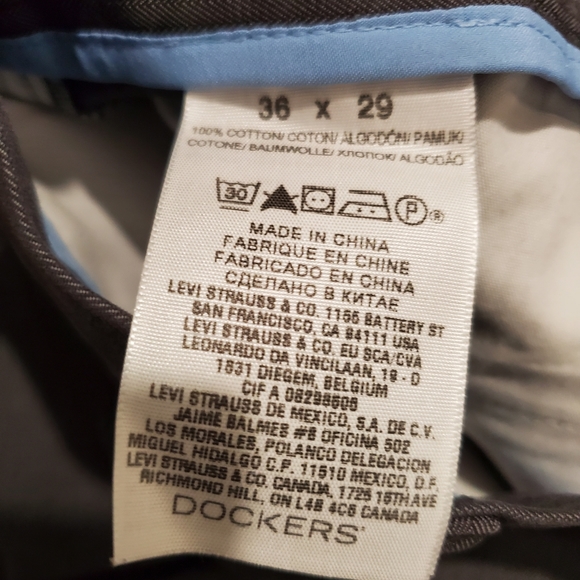 36 x 29
100% COTTON/ COTON/ ALGODÓN/ PAMUK/
COTONE/ BAUMWOLLE/ ХЛОПОК/ ALGODÃO
30 P ®
MADE IN CHINA
FABRIQUE EN CHINE
FABRICADO EN CHINA
СДЕЛАНО В КИТАЕ
LEVI STRAUSS & CO. 1155 BATTERY ST
SAN FRANCISCO, CA 94111 USA
LEVI STRAUSS & CO. EU SCA/CVA
LEONARDO DA VINCILAAN, 19 - D
1831 DIEGEM, BELGIUM
CIF A
LEVI STRAUSS DE MEXICO, S.A. DE C.V.
JAIME BALMES #8 OFICINA 502
LOS MORALES, POLANCO DELEGACION
MIGUEL HIDALGO C.P. 11510 MEXICO, D.F.
LEVI STRAUSS & CO. CANADA, 1725 16TH AVE
RICHMOND HILL, ON L4B 4C6 CANADA
DOCKERS®